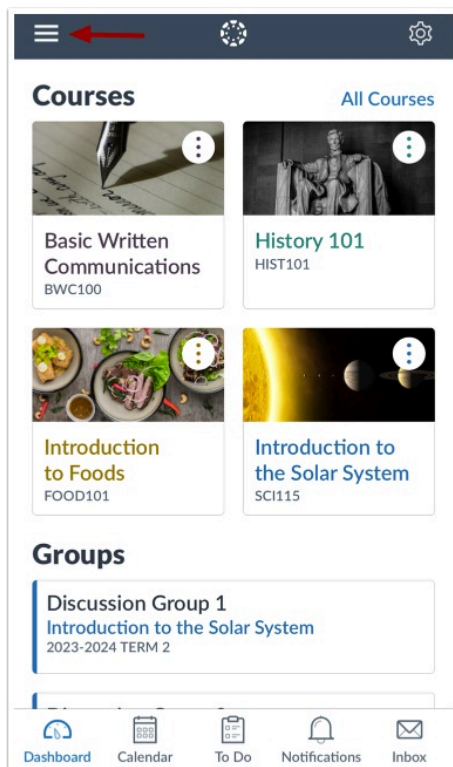 Courses
All Courses
Basic Written
Communications
BWC100
History 101
HIST101
Introduction
to Foods
FOOD101
Introduction to
the Solar System
SCI115
Groups
Discussion Group 1
Introduction to the Solar System
2023-2024 TERM 2
Dashboard
Calendar
To Do
Notifications
Inbox